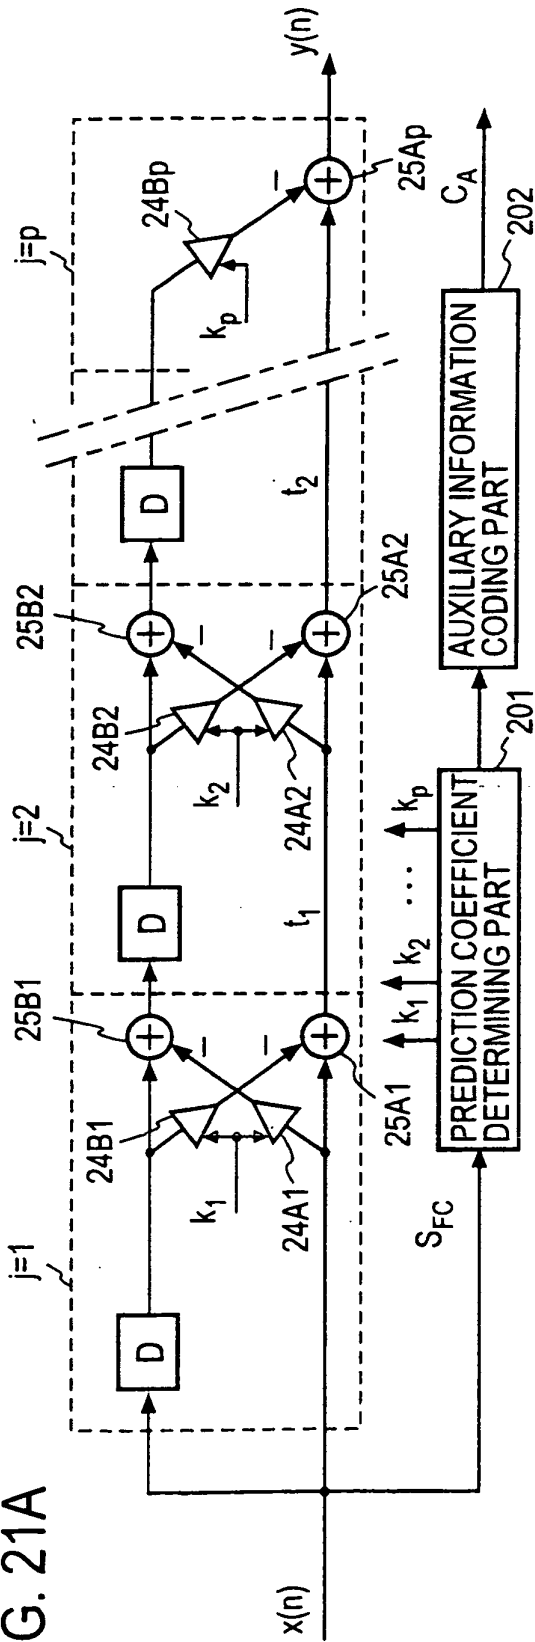 G. 21A
j=1
j=2
j=p
x(n)
D
k1
24B1
24A1
25B1
25A1
+
+
−
−
D
t1
k2
24B2
24A2
25B2
25A2
+
+
−
−
D
t2
kp
24Bp
−
+
25Ap
y(n)
SFC
k1
k2
...
kp
PREDICTION COEFFICIENT
DETERMINING PART
201
AUXILIARY INFORMATION
CODING PART
202
CA